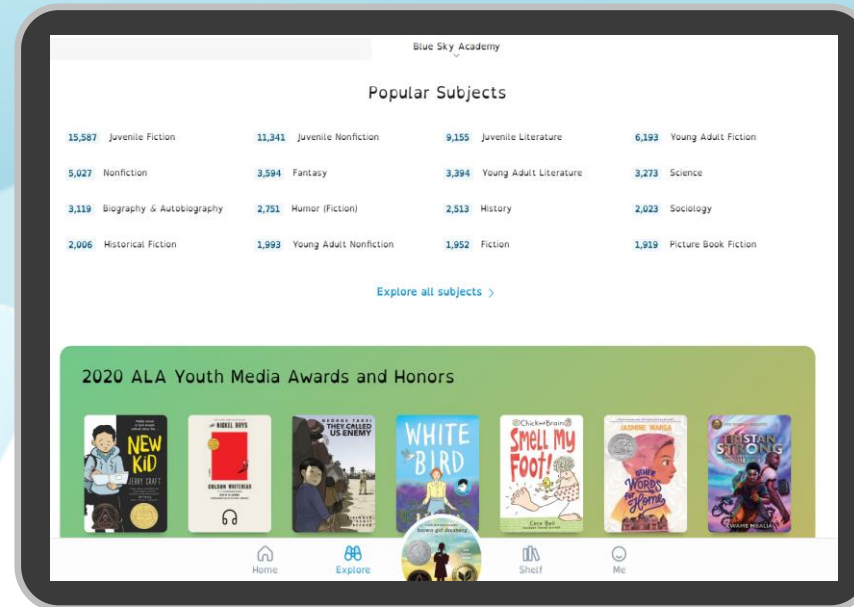 Blue Sky Academy
Popular Subjects
15,587 Juvenile Fiction
11,341 Juvenile Nonfiction
9,155 Juvenile Literature
6,193 Young Adult Fiction
5,027 Nonfiction
3,594 Fantasy
3,394 Young Adult Literature
3,273 Science
3,119 Biography & Autobiography
2,751 Humor (Fiction)
2,513 History
2,023 Sociology
2,006 Historical Fiction
1,993 Young Adult Nonfiction
1,952 Fiction
1,919 Picture Book Fiction
Explore all subjects >
2020 ALA Youth Media Awards and Honors
NEW
KID
JERRY CRAFT
NICKEL BOYS
COLSON WHITEHEAD
GEORGE TAKEI
THEY CALLED
US ENEMY
WHITE
BIRD
Chick and Brain
SMELL MY
FOOT!
Cece Bell
JASMINE WARGA
OTHER
WORDS
for
Home
TRISTAN
STRONG
KWAME MBALIA
brown girl dreaming
Home
Explore
Shelf
Me